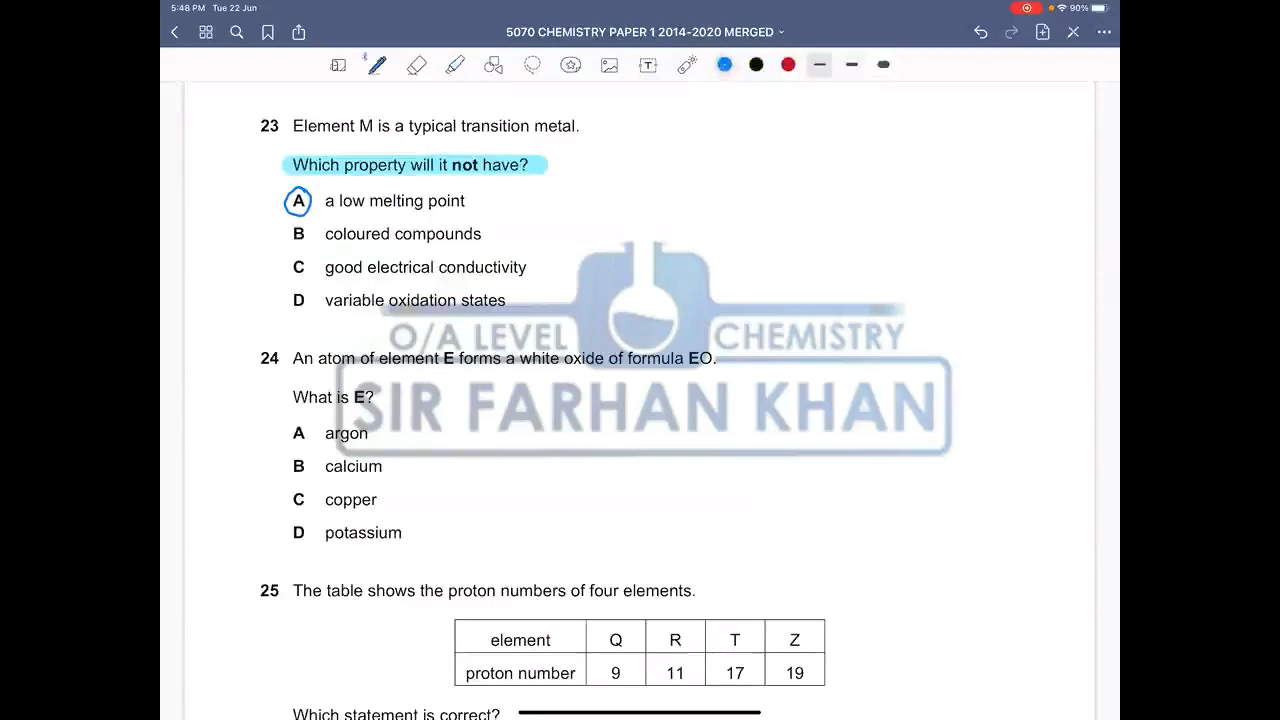 5:48 PM Tue 22 Jun
90%
5070 CHEMISTRY PAPER 1 2014-2020 MERGED
23 Element M is a typical transition metal.
Which property will it not have?
A a low melting point
B coloured compounds
C good electrical conductivity
D variable oxidation states
O/A LEVEL CHEMISTRY
24 An atom of element E forms a white oxide of formula EO.
What is E?
SIR FARHAN KHAN
A argon
B calcium
C copper
D potassium
25 The table shows the proton numbers of four elements.
element Q R T Z
proton number 9 11 17 19
Which statement is correct?